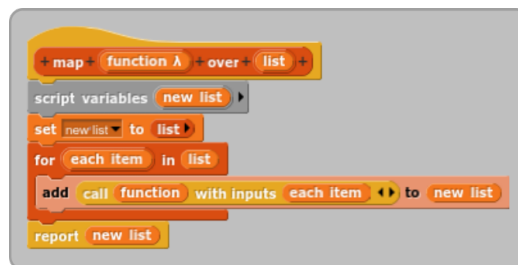 + map + function λ + over + list +
script variables new list
set new list to list
for each item in list
add call function with inputs each item to new list
report new list